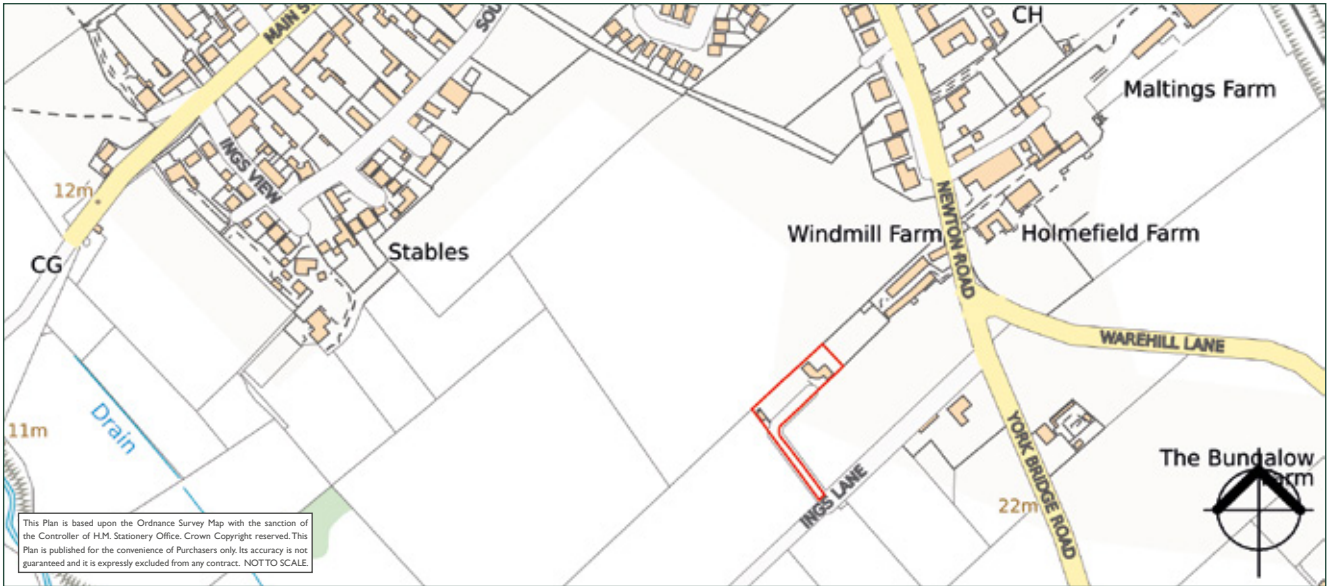 MAIN S
SOU
CH
Maltings Farm
INGS VIEW
12m
NEWTON ROAD
Stables
Windmill Farm
Holmefield Farm
CG
WAREHILL LANE
Drain
11m
YORK BRIDGE ROAD
The Bungalow
Farm
INGS LANE
22m
This Plan is based upon the Ordnance Survey Map with the sanction of
the Controller of H.M. Stationery Office. Crown Copyright reserved. This
Plan is published for the convenience of Purchasers only. Its accuracy is not
guaranteed and it is expressly excluded from any contract. NOT TO SCALE.